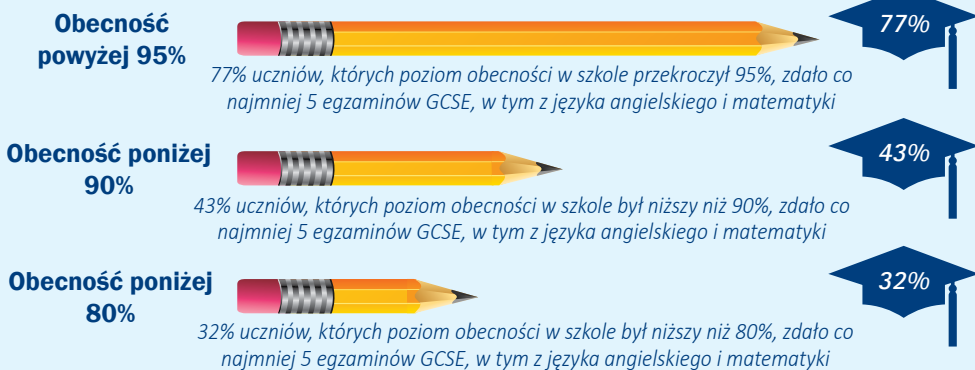 Obecność
powyżej 95%
77%
77% uczniów, których poziom obecności w szkole przekroczył 95%, zdało co
najmniej 5 egzaminów GCSE, w tym z języka angielskiego i matematyki
Obecność poniżej
90%
43%
43% uczniów, których poziom obecności w szkole był niższy niż 90%, zdało co
najmniej 5 egzaminów GCSE, w tym z języka angielskiego i matematyki
Obecność poniżej
80%
32%
32% uczniów, których poziom obecności w szkole był niższy niż 80%, zdało co
najmniej 5 egzaminów GCSE, w tym z języka angielskiego i matematyki